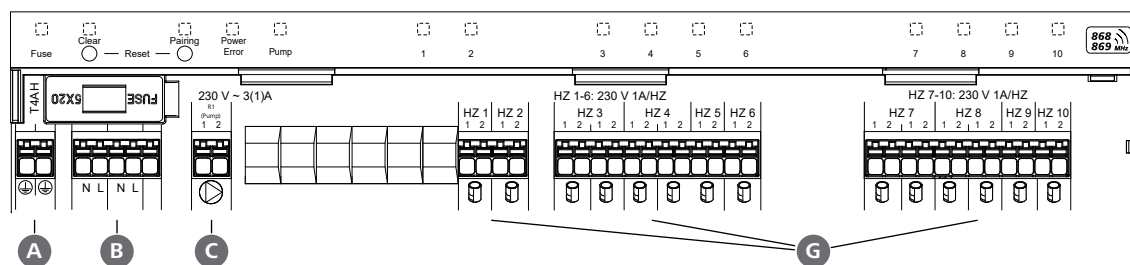 Fuse Clear Reset Pairing Power Error Pump 1 2 3 4 5 6 7 8 9 10
868
869 MHz
T4AH
FUSE 5X20
230 V ~ 3(1)A
R1
(Pump)
1 2
HZ 1-6: 230 V 1A/HZ
HZ 7-10: 230 V 1A/HZ
HZ 1 HZ 2 HZ 3 HZ 4 HZ 5 HZ 6 HZ 7 HZ 8 HZ 9 HZ 10
1 2 1 2 1 2 1 2 1 2 1 2 1 2 1 2 1 2 1 2 1 2 1 2 1 2 1 2
N L N L
A B C G